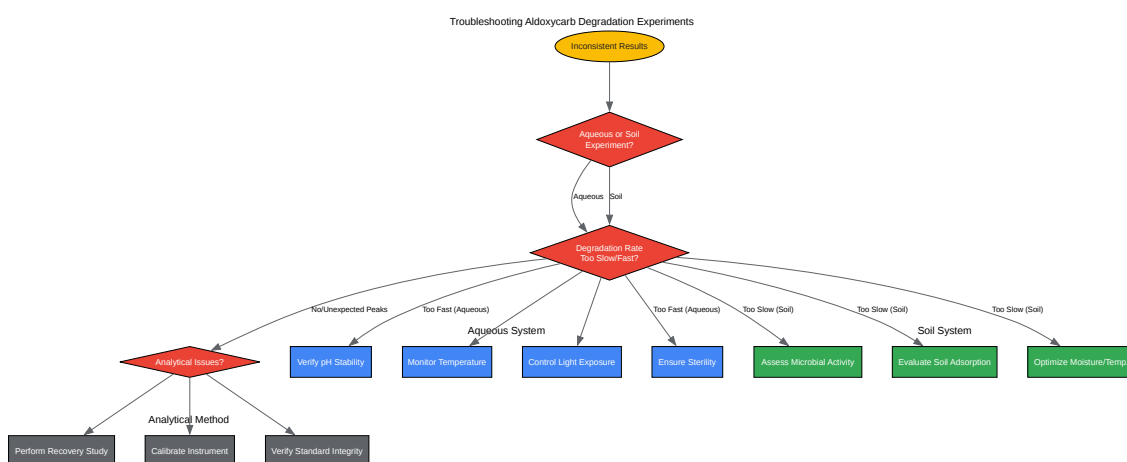 Troubleshooting Aldoxycarb Degradation Experiments
Inconsistent Results
Aqueous or Soil
Experiment?
Aqueous
Soil
Degradation Rate
Too Slow/Fast?
No/Unexpected Peaks
Too Fast (Aqueous)
Too Fast (Aqueous)
Too Slow (Soil)
Too Slow (Soil)
Too Slow (Soil)
Aqueous System
Soil System
Analytical Issues?
Verify pH Stability
Monitor Temperature
Control Light Exposure
Ensure Sterility
Assess Microbial Activity
Evaluate Soil Adsorption
Optimize Moisture/Temp.
Analytical Method
Perform Recovery Study
Calibrate Instrument
Verify Standard Integrity